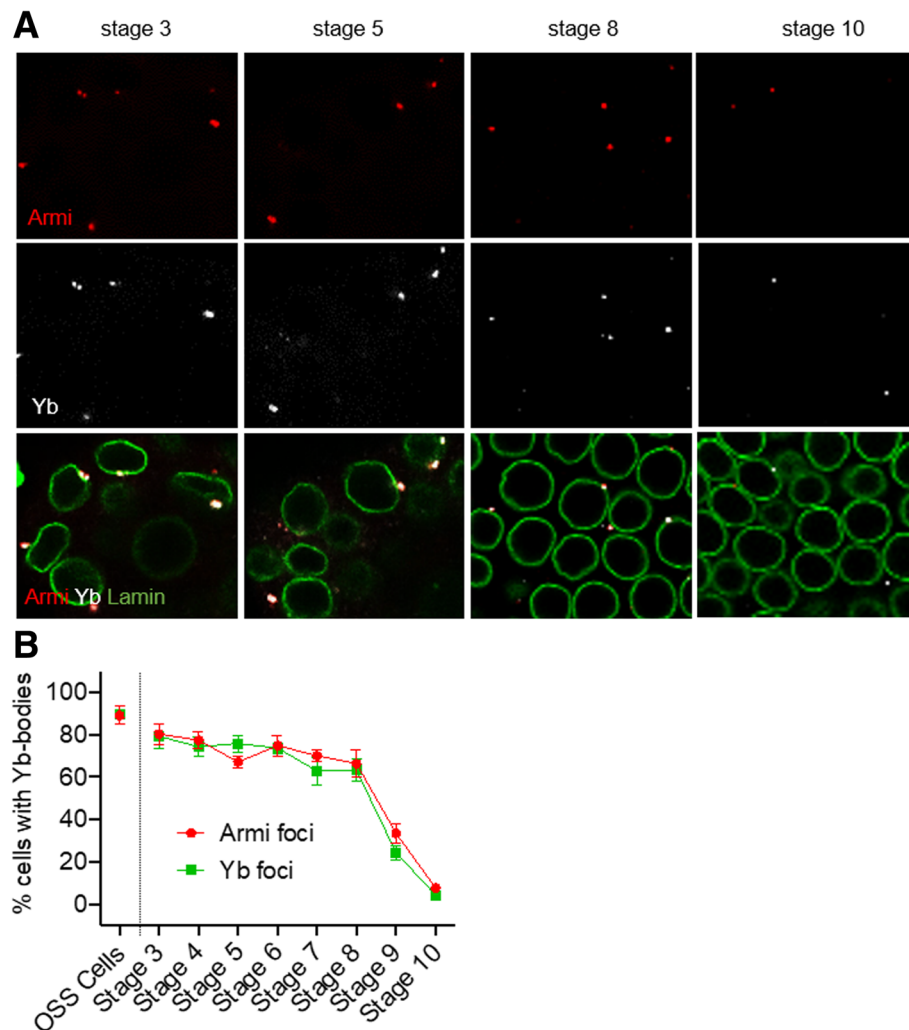 A
stage 3 stage 5 stage 8 stage 10
Armi
Yb
Armi Yb Lamin
B
% cells with Yb-bodies
100
80
60
40
20
0
Armi foci
Yb foci
OSS Cells
Stage 3
Stage 4
Stage 5
Stage 6
Stage 7
Stage 8
Stage 9
Stage 10